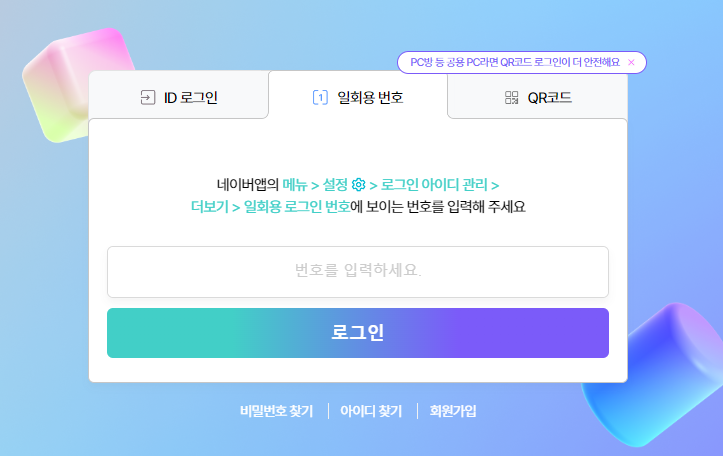 PC방 등 공용 PC라면 QR코드 로그인이 더 안전해요 ×
ID 로그인
1 일회용 번호
QR코드
네이버앱의 메뉴 > 설정 > 로그인 아이디 관리 >
더보기 > 일회용 로그인 번호에 보이는 번호를 입력해 주세요
번호를 입력하세요.
로그인
비밀번호 찾기
아이디 찾기
회원가입